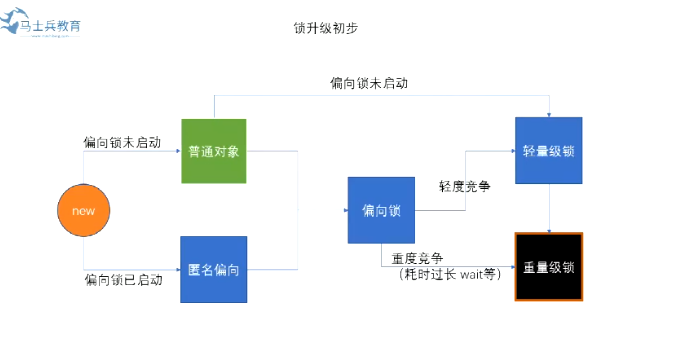 马士兵教育
锁升级初步
偏向锁未启动
偏向锁未启动
普通对象
轻量级锁
轻度竞争
new
偏向锁
重度竞争
(耗时过长 wait等)
匿名偏向
重量级锁
偏向锁已启动